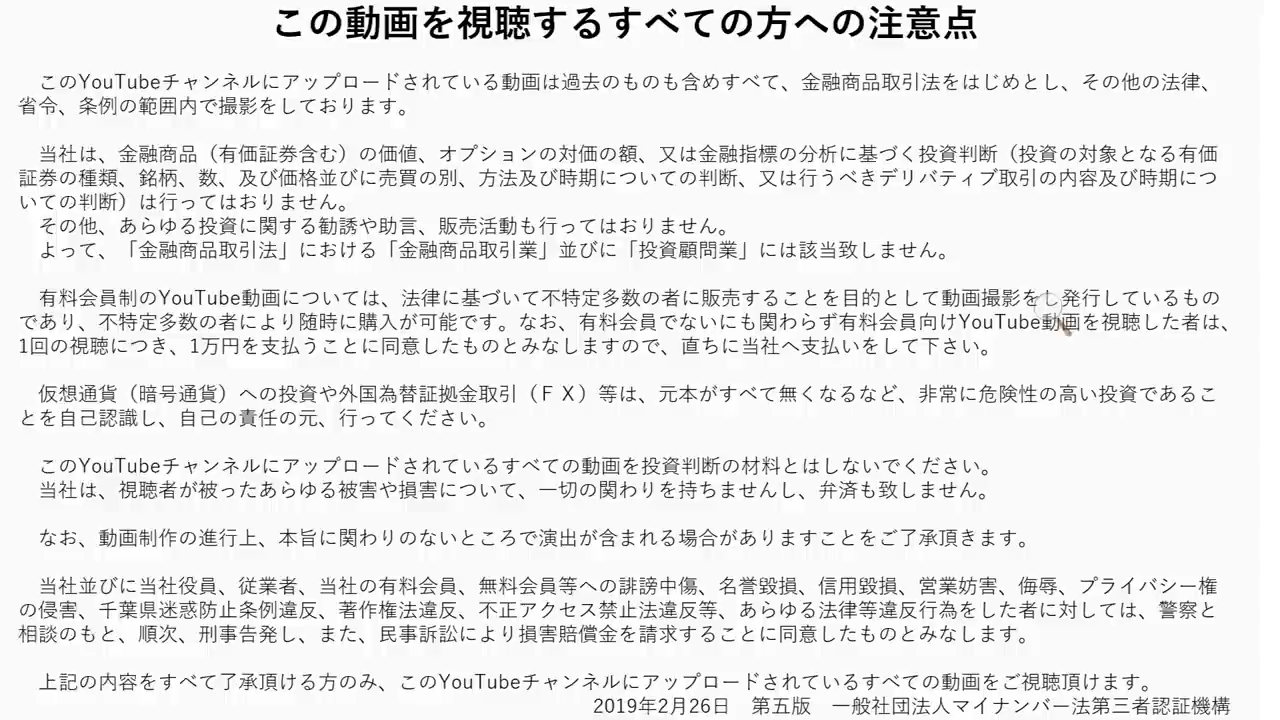 この動画を視聴するすべての方への注意点
このYouTubeチャンネルにアップロードされている動画は過去のものも含めすべて、金融商品取引法をはじめとし、その他の法律、
省令、条例の範囲内で撮影をしております。
当社は、金融商品（有価証券含む）の価値、オプションの対価の額、又は金融指標の分析に基づく投資判断（投資の対象となる有価
証券の種類、銘柄、数、及び価格並びに売買の別、方法及び時期についての判断、又は行うべきデリバティブ取引の内容及び時期につ
いての判断）は行ってはおりません。
その他、あらゆる投資に関する勧誘や助言、販売活動も行ってはおりません。
よって、「金融商品取引法」における「金融商品取引業」並びに「投資顧問業」には該当致しません。
有料会員制のYouTube動画については、法律に基づいて不特定多数の者に販売することを目的として動画撮影を 発行しているもの
であり、不特定多数の者により随時に購入が可能です。なお、有料会員でないにも関わらず有料会員向けYouTube動画を視聴した者は、
1回の視聴につき、1万円を支払うことに同意したものとみなしますので、直ちに当社へ支払いをして下さい。
仮想通貨（暗号通貨）への投資や外国為替証拠金取引（ＦＸ）等は、元本がすべて無くなるなど、非常に危険性の高い投資であるこ
とを自己認識し、自己の責任の元、行ってください。
このYouTubeチャンネルにアップロードされているすべての動画を投資判断の材料とはしないでください。
当社は、視聴者が被ったあらゆる被害や損害について、一切の関わりを持ちませんし、弁済も致しません。
なお、動画制作の進行上、本旨に関わりのないところで演出が含まれる場合がありますことをご了承頂きます。
当社並びに当社役員、従業者、当社の有料会員、無料会員等への誹謗中傷、名誉毀損、信用毀損、営業妨害、侮辱、プライバシー権
の侵害、千葉県迷惑防止条例違反、著作権法違反、不正アクセス禁止法違反等、あらゆる法律等違反行為をした者に対しては、警察と
相談のもと、順次、刑事告発し、また、民事訴訟により損害賠償金を請求することに同意したものとみなします。
上記の内容をすべて了承頂ける方のみ、このYouTubeチャンネルにアップロードされているすべての動画をご視聴頂けます。
2019年2月26日　第五版　一般社団法人マイナンバー法第三者認証機構